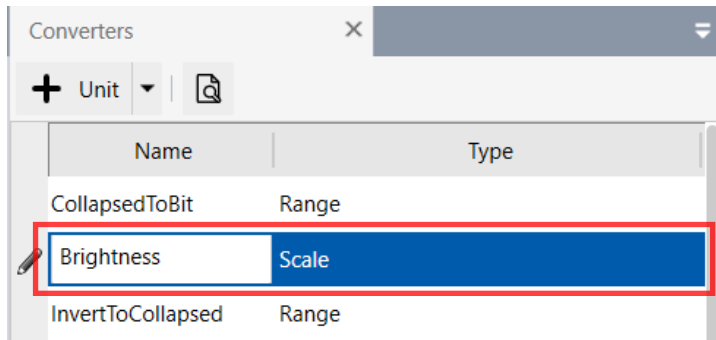 Converters
Unit
Name Type
CollapsedToBit Range
Brightness Scale
InvertToCollapsed Range